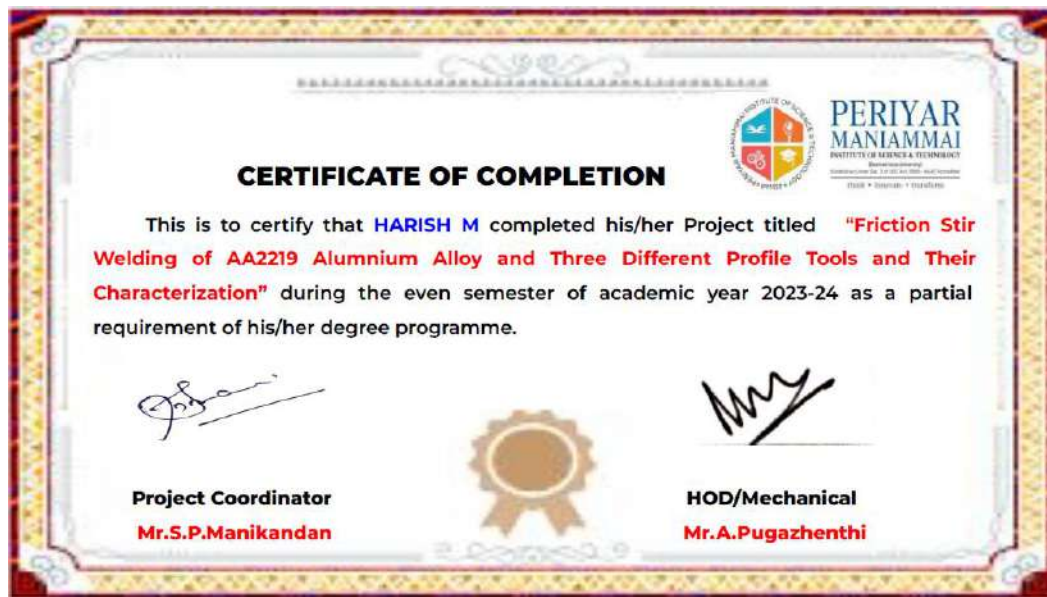 PERIYAR
MANIAMMAI
INSTITUTE OF SCIENCE & TECHNOLOGY
CERTIFICATE OF COMPLETION
This is to certify that HARISH M completed his/her Project titled "Friction Stir
Welding of AA2219 Alumnium Alloy and Three Different Profile Tools and Their
Characterization" during the even semester of academic year 2023-24 as a partial
requirement of his/her degree programme.
Project Coordinator
HOD/Mechanical
Mr.S.P.Manikandan
Mr.A.Pugazhenthi